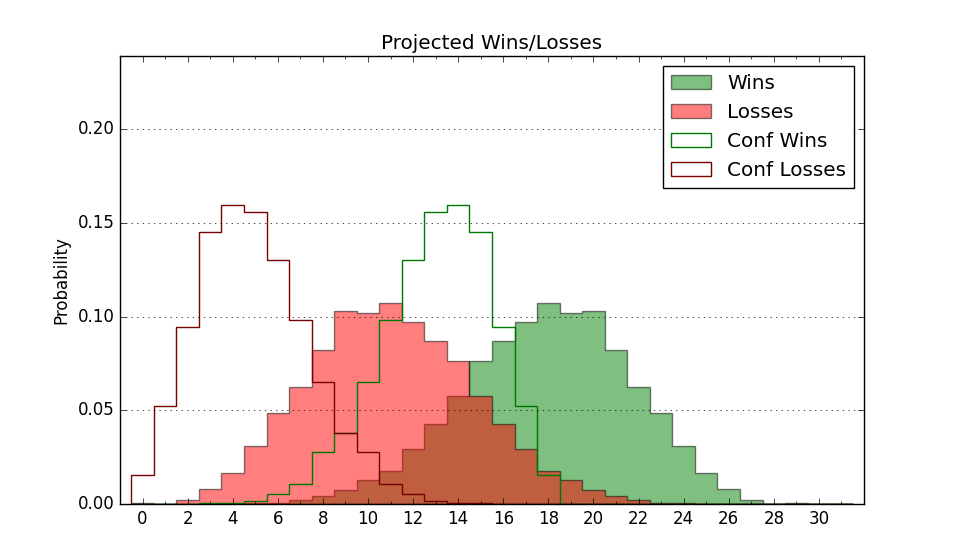 Projected Wins/Losses
Wins
Losses
Conf Wins
Conf Losses
Probability
0.20
0.15
0.10
0.05
0.00
0 2 4 6 8 10 12 14 16 18 20 22 24 26 28 30